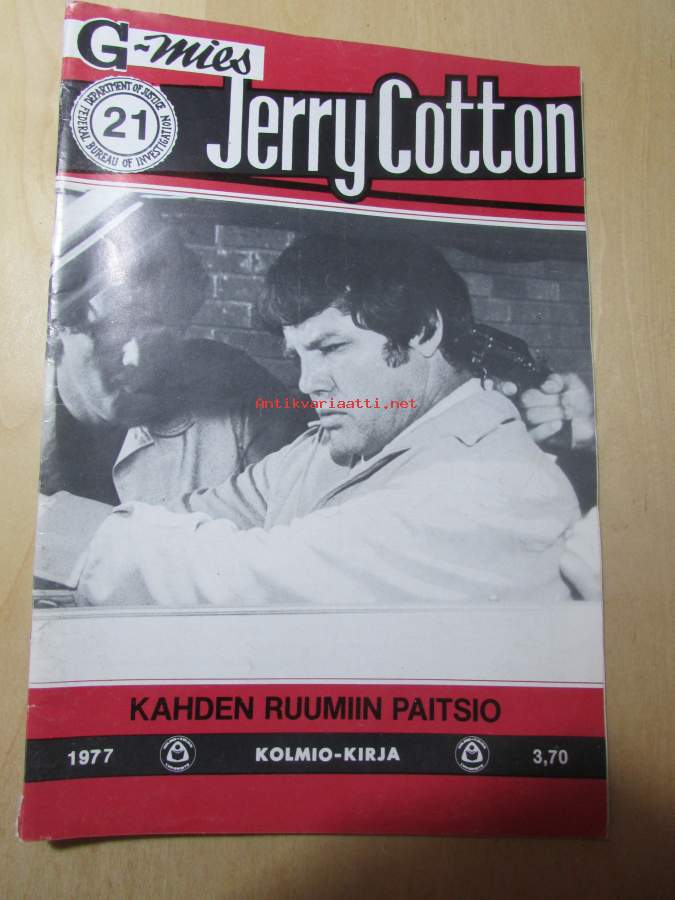 G-mies
Jerry Cotton
DEPARTMENT OF JUSTICE
21
FEDERAL BUREAU OF INVESTIGATION
Antikvariaatti.net
KAHDEN RUUMIIN PAITSIO
1977 KOLMIO-KIRJA 3,70